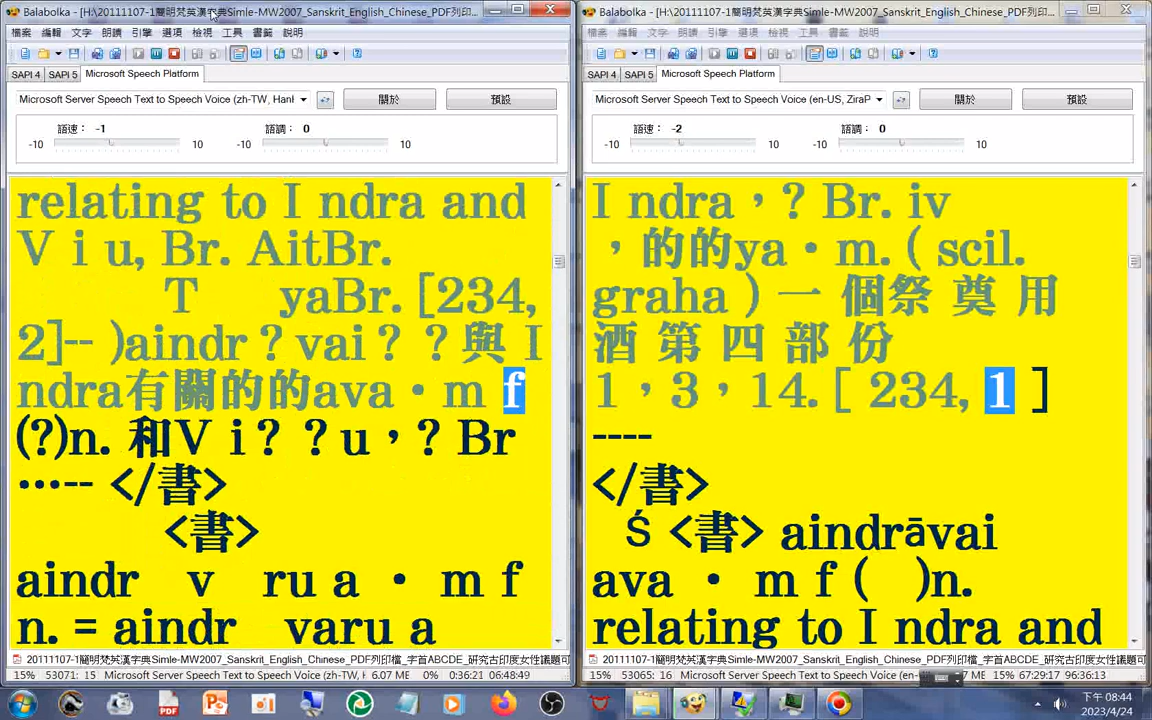 Balabolka - [H:\20111107-1簡明梵英漢字典Simle-MW2007_Sanskrit_English_Chinese_PDF列印...
檔案 編輯 文字 朗讀 引擎 選項 檢視 工具 書籤 說明
SAPI 4 SAPI 5 Microsoft Speech Platform
Microsoft Server Speech Text to Speech Voice (zh-TW, Hanl
關於 預設
語速: -1 語調: 0
-10 10 -10 10
relating to I ndra and
V i u, Br. AitBr.
T yaBr. [234,
2]-- )aindr？vai？？與 I
ndra有關的的ava・m f
(?)n. 和V i？？u，？Br
…-- </書>
<書>
aindr v ru a ・ m f
n. = aindr varu a
20111107-1簡明梵英漢字典Simle-MW2007_Sanskrit_English_Chinese_PDF列印檔_字首ABCDE_研究古印度女性議題可
15% 53071: 15 Microsoft Server Speech Text to Speech Voice (zh-TW, H 6.07 ME 0% 0:36:21 06:48:49
Balabolka - [H:\20111107-1簡明梵英漢字典Simle-MW2007_Sanskrit_English_Chinese_PDF列印...
檔案 編輯 文字 朗讀 引擎 選項 檢視 工具 書籤 說明
SAPI 4 SAPI 5 Microsoft Speech Platform
Microsoft Server Speech Text to Speech Voice (en-US, ZiraP
關於 預設
語速: -2 語調: 0
-10 10 -10 10
I ndra，？Br. iv
，的的ya・m. ( scil.
graha ) 一 個祭 奠 用
酒 第 四 部 份
1，3，14. [ 234, 1 ]
----
</書>
Ś <書> aindrāvai
ava ・ m f ( )n.
relating to I ndra and
20111107-1簡明梵英漢字典Simle-MW2007_Sanskrit_English_Chinese_PDF列印檔_字首ABCDE_研究古印度女性議題可
15% 53065: 16 Microsoft Server Speech Text to Speech Voice ME 15% 67:29:17 96:36:13
下午 08:44
2023/4/24